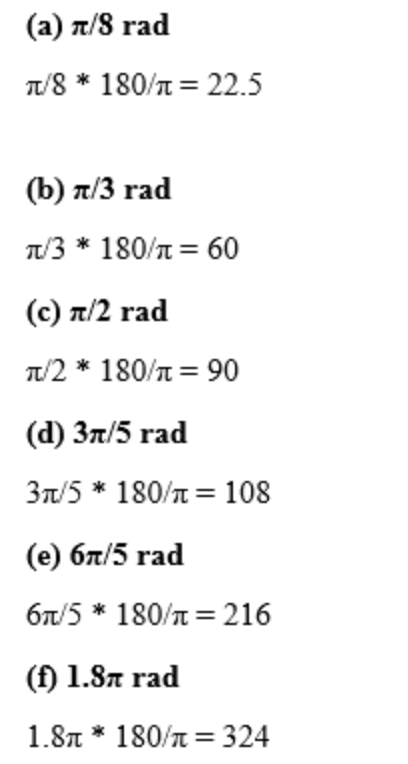 (a) π/8 rad
π/8 * 180/π = 22.5
(b) π/3 rad
π/3 * 180/π = 60
(c) π/2 rad
π/2 * 180/π = 90
(d) 3π/5 rad
3π/5 * 180/π = 108
(e) 6π/5 rad
6π/5 * 180/π = 216
(f) 1.8π rad
1.8π * 180/π = 324